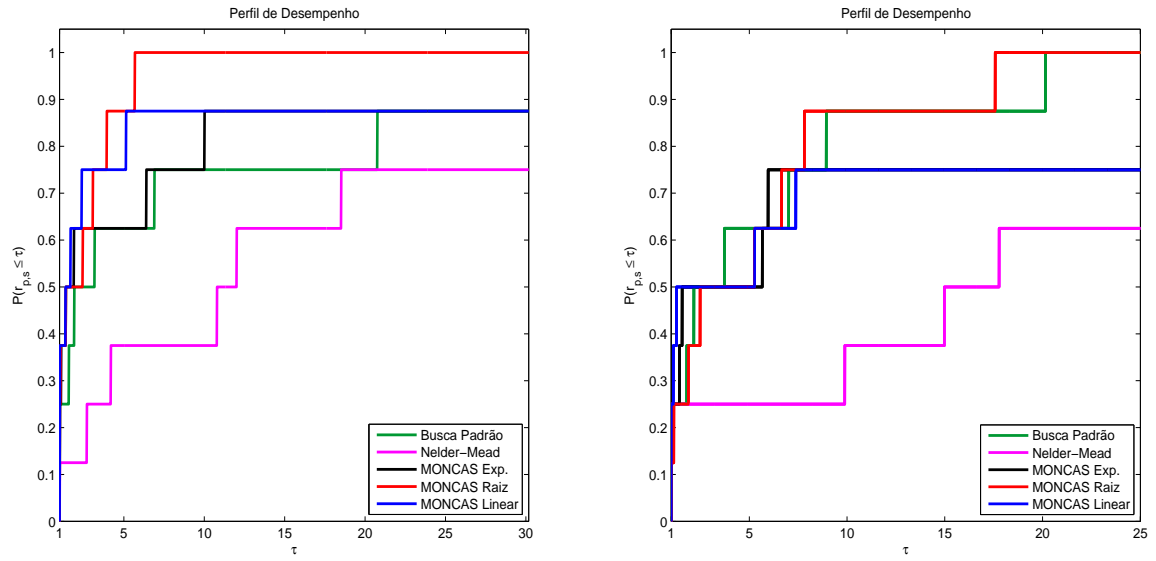 Perfil de Desempenho
1
0.9
0.8
0.7
0.6
0.5
0.4
0.3
0.2
0.1
0
P(r_{p,s} ≤ τ)
1 5 10 15 20 25 30
τ
Busca Padrão
Nelder−Mead
MONCAS Exp.
MONCAS Raiz
MONCAS Linear
Perfil de Desempenho
1
0.9
0.8
0.7
0.6
0.5
0.4
0.3
0.2
0.1
0
P(r_{p,s} ≤ τ)
1 5 10 15 20 25
τ
Busca Padrão
Nelder−Mead
MONCAS Exp.
MONCAS Raiz
MONCAS Linear